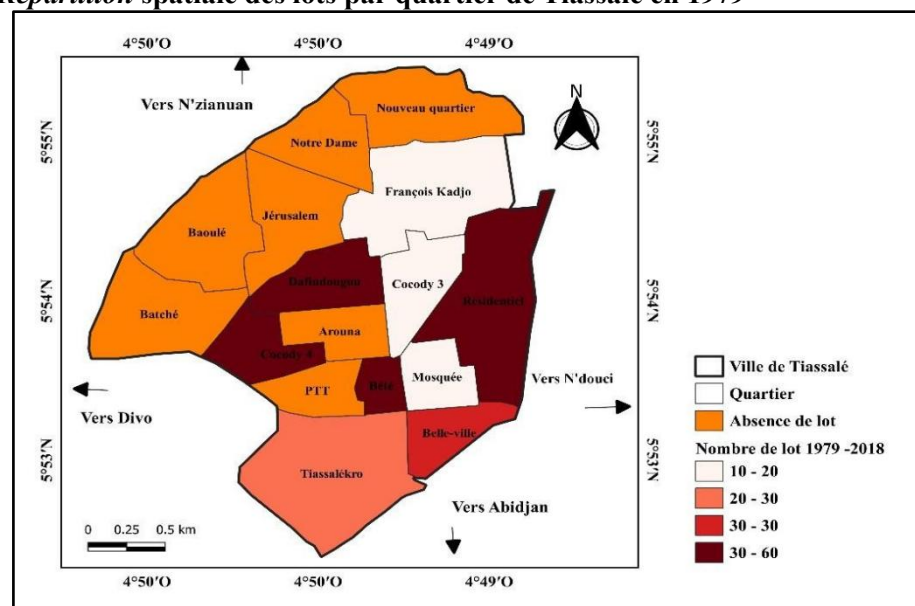 Répartition spatiale des lots par quartier de Tiassalé en 1979
4°50'O 4°50'O 4°49'O
Vers N'zianuan
N
Nouveau quartier
Notre Dame
5°55'N 5°55'N
François Kadjo
Jérusalem
Baoulé
Dafindougou
Cocody 3
Résidentiel
5°54'N 5°54'N
Batché
Arouna
Cocody 4
PTT
Bété
Mosquée
Vers Divo
Vers N'douci
Belle-ville
5°53'N 5°53'N
Tiassalékro
Vers Abidjan
0 0.25 0.5 km
4°50'O 4°50'O 4°49'O
Ville de Tiassalé
Quartier
Absence de lot
Nombre de lot 1979 -2018
10 - 20
20 - 30
30 - 30
30 - 60